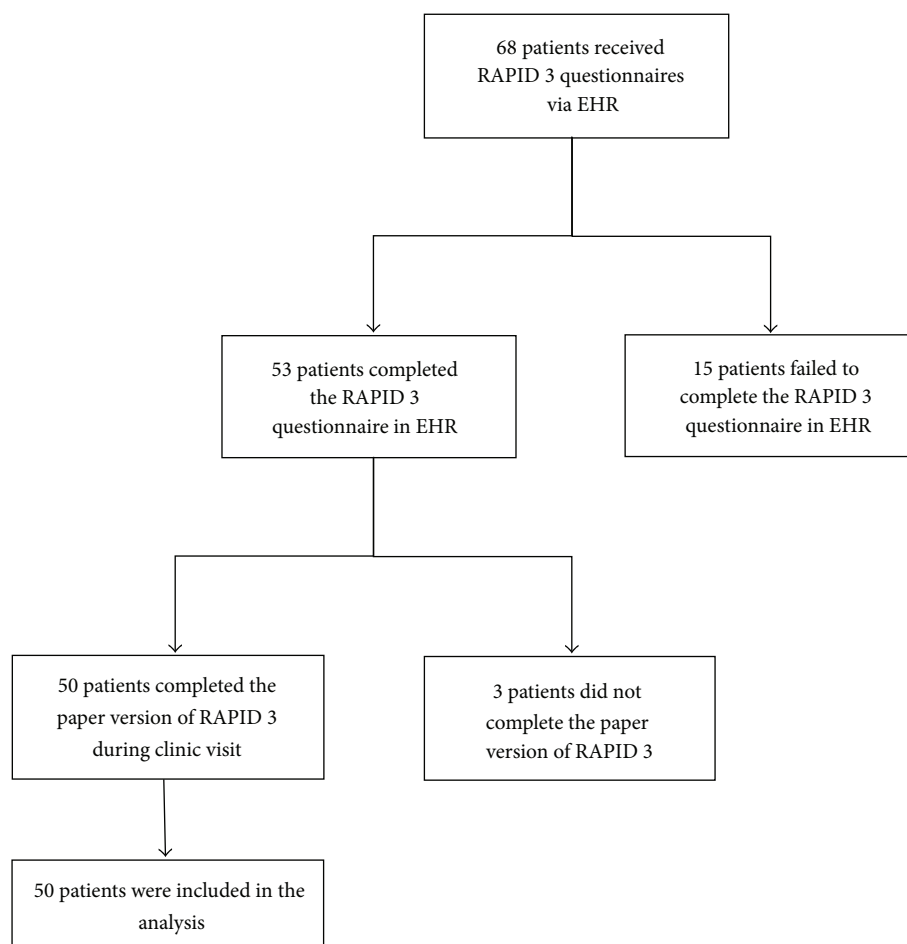 68 patients received
RAPID 3 questionnaires
via EHR
53 patients completed
the RAPID 3
questionnaire in EHR
15 patients failed to
complete the RAPID 3
questionnaire in EHR
50 patients completed the
paper version of RAPID 3
during clinic visit
3 patients did not
complete the paper
version of RAPID 3
50 patients were included in the
analysis